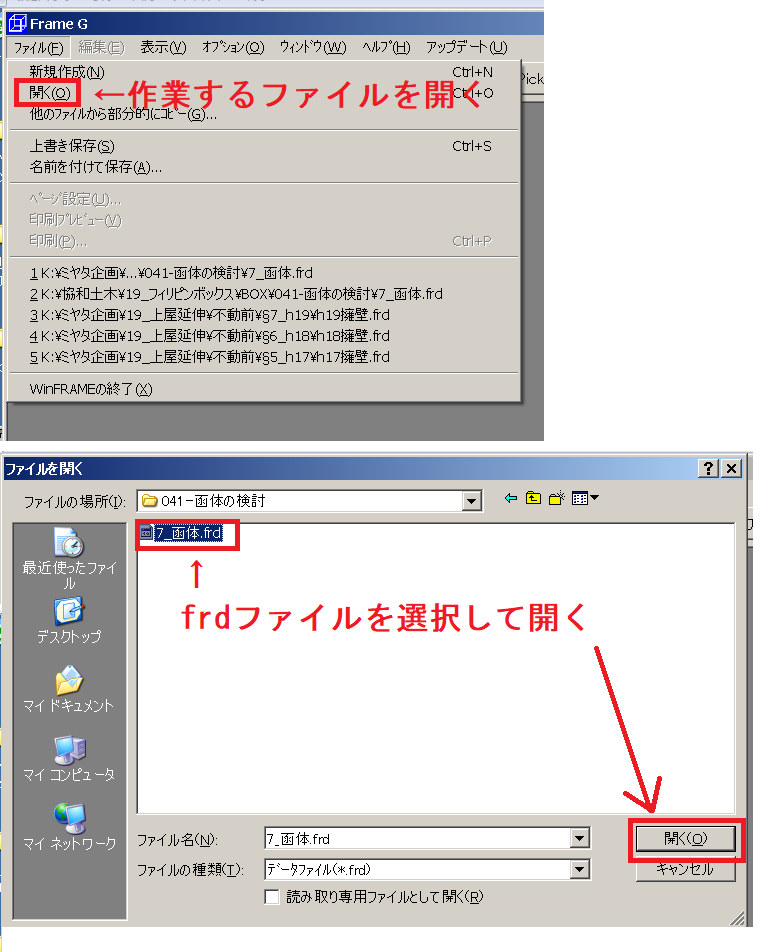 Frame G
ファイル(F) 編集(E) 表示(V) オプション(O) ウィンドウ(W) ヘルプ(H) アップデート(U)
新規作成(N) Ctrl+N
Pick
開く(O) Ctrl+O
←作業するファイルを開く
他のファイルから部分的にコピー(G)...
上書き保存(S) Ctrl+S
名前を付けて保存(A)...
ページ設定(U)...
印刷プレビュー(V)
印刷(P)... Ctrl+P
1 K:¥ミヤタ企画¥...¥041-函体の検討¥7_函体.frd
2 K:¥協和土木¥19_フィリピンボックス¥BOX¥041-函体の検討¥7_函体.frd
3 K:¥ミヤタ企画¥19_上屋延伸¥不動前¥§7_h19¥h19擁壁.frd
4 K:¥ミヤタ企画¥19_上屋延伸¥不動前¥§6_h18¥h18擁壁.frd
5 K:¥ミヤタ企画¥19_上屋延伸¥不動前¥§5_h17¥h17擁壁.frd
WinFRAMEの終了(X)
ファイルを開く
ファイルの場所(I): 041-函体の検討
7_函体.frd
↑
frdファイルを選択して開く
最近使ったファイ
ル
デスクトップ
マイ ドキュメント
マイ コンピュータ
マイ ネットワーク
ファイル名(N): 7_函体.frd 開く(O)
ファイルの種類(T): データファイル(*.frd) キャンセル
読み取り専用ファイルとして開く(R)